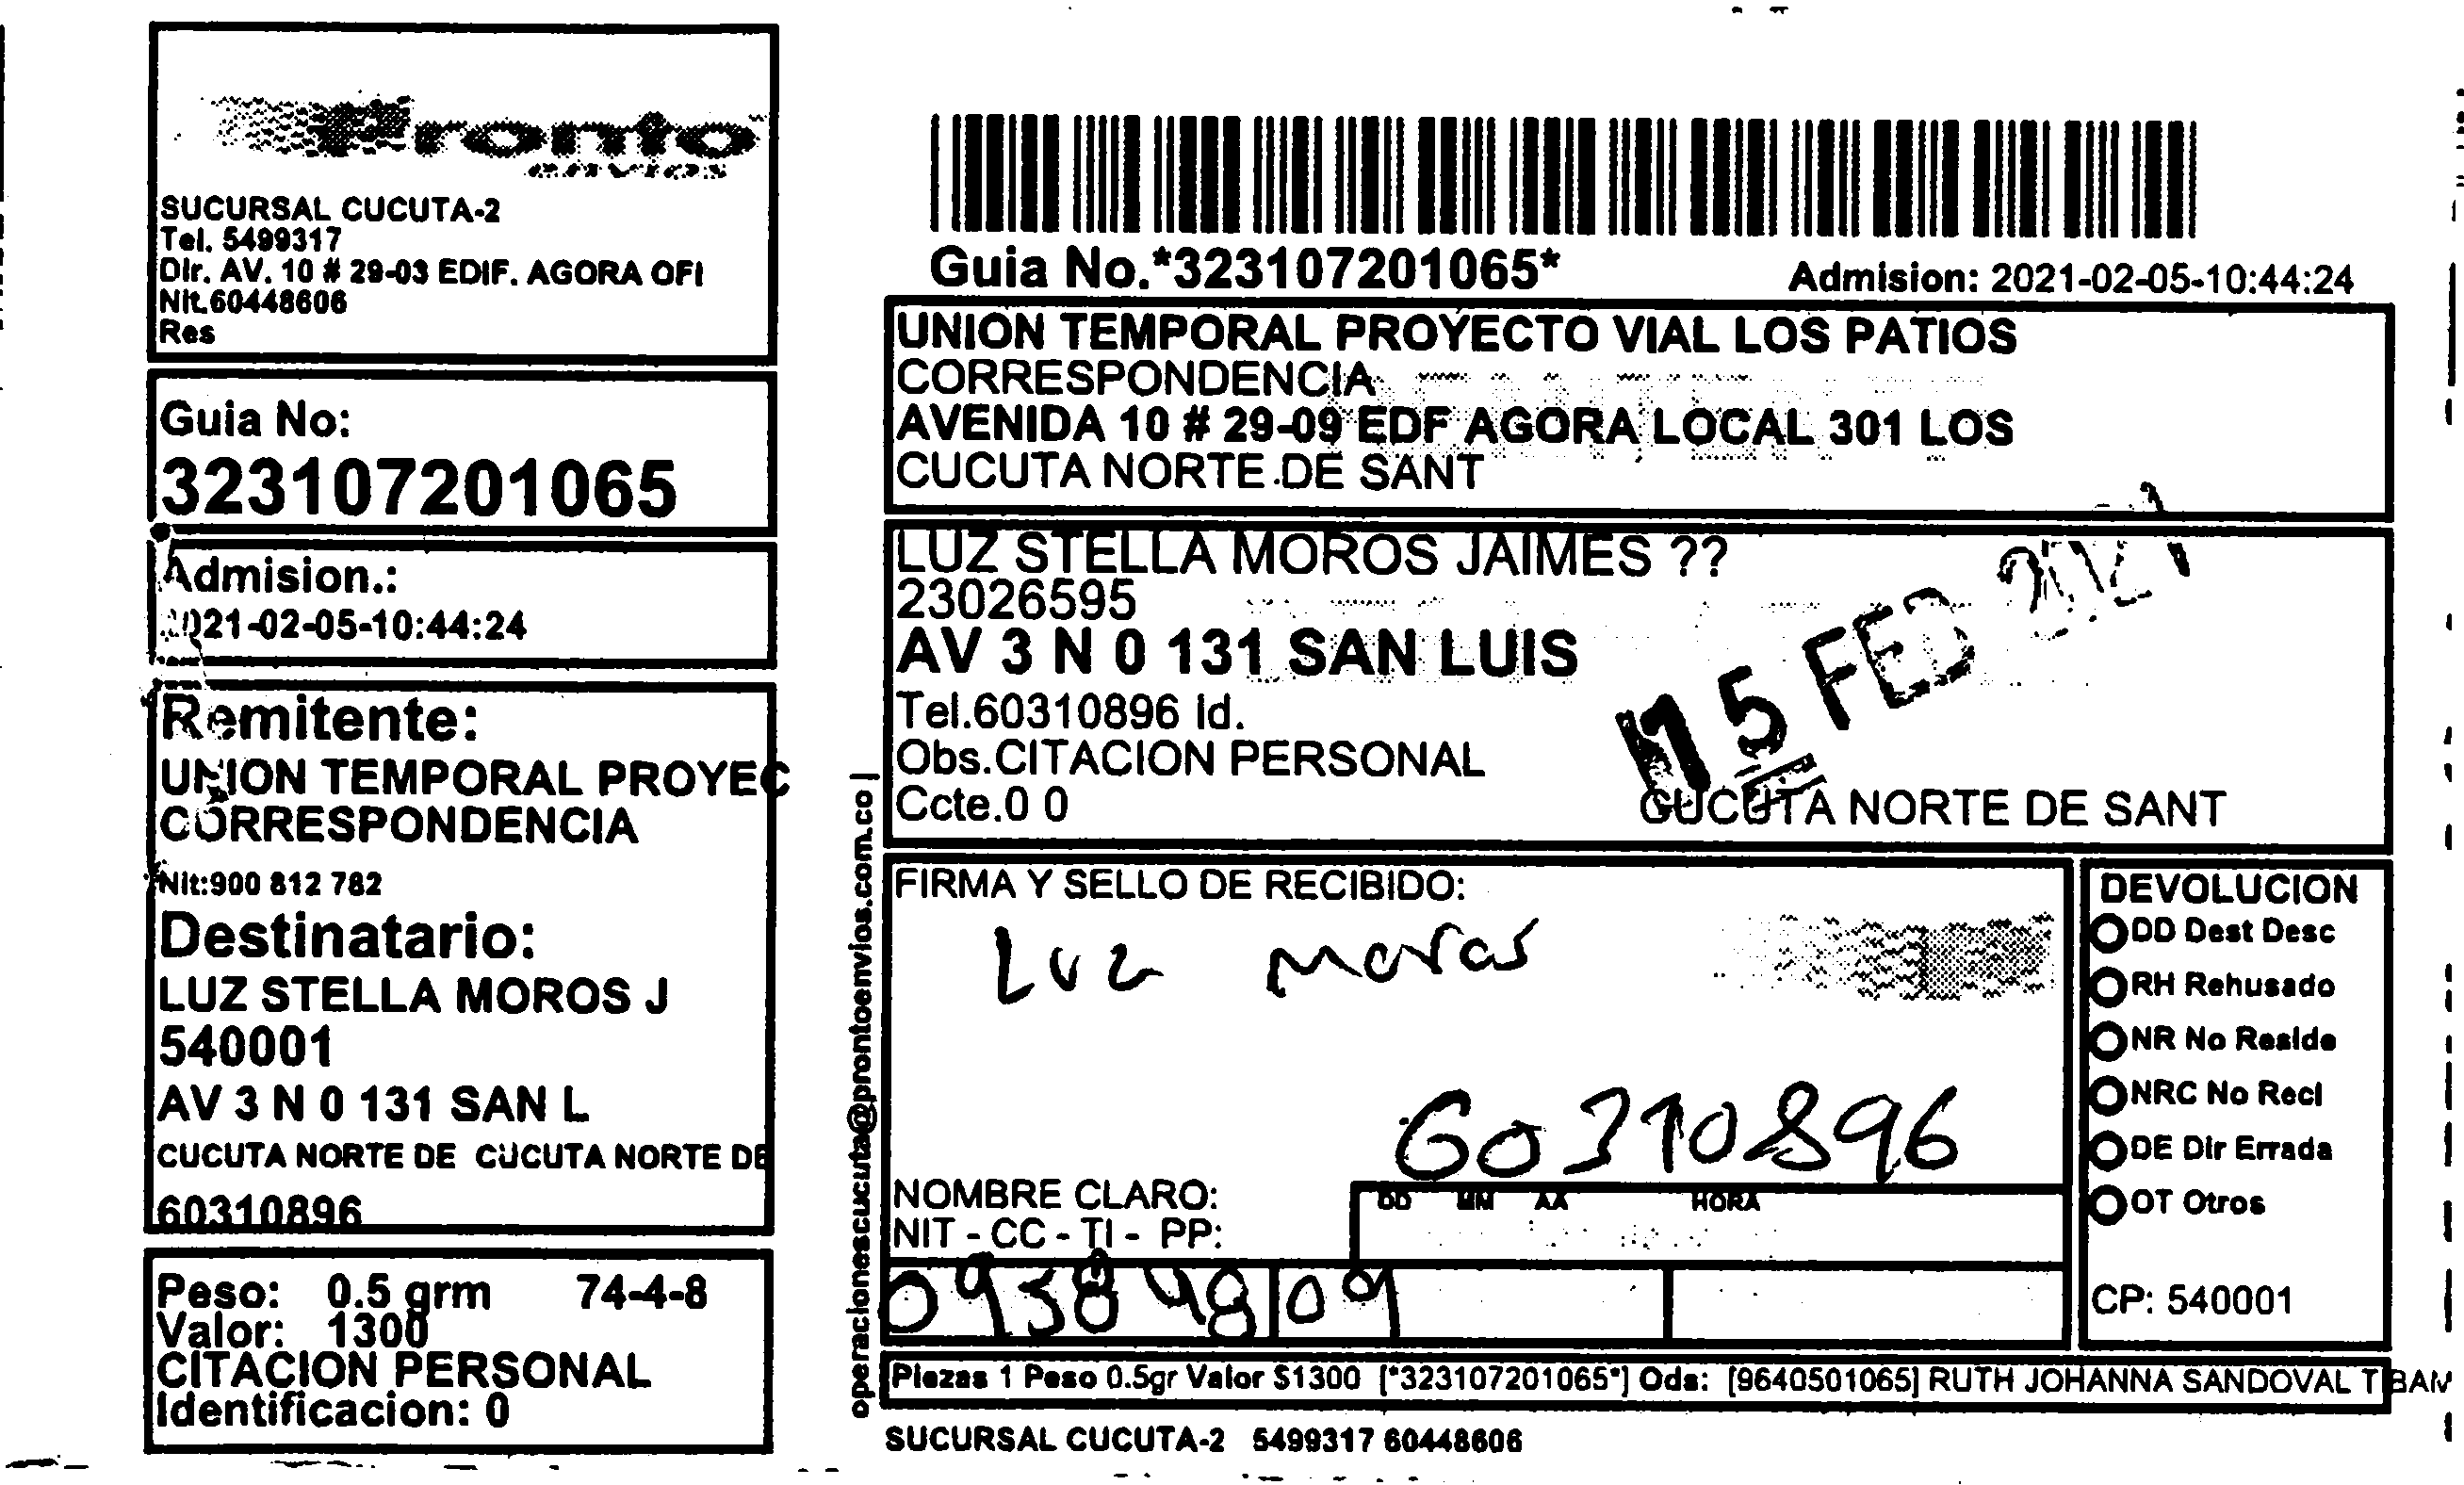 Pronto
envios
SUCURSAL CUCUTA-2
Tel. 5499317
Dir. AV. 10 # 29-03 EDIF. AGORA OFI
Nit.60448606
Res
Guia No:
323107201065
Admision.:
2021-02-05-10:44:24
Remitente:
UNION TEMPORAL PROYEC
CORRESPONDENCIA
Nit:900 812 782
Destinatario:
LUZ STELLA MOROS J
540001
AV 3 N 0 131 SAN L
CUCUTA NORTE DE CUCUTA NORTE DE
60310896
Peso: 0.5 grm 74-4-8
Valor: 1300
CITACION PERSONAL
Identificacion: 0
operacionescucuta@prontoenvios.com.co |
Guia No.*323107201065*
Admision: 2021-02-05-10:44:24
UNION TEMPORAL PROYECTO VIAL LOS PATIOS
CORRESPONDENCIA
AVENIDA 10 # 29-09 EDF AGORA LOCAL 301 LOS
CUCUTA NORTE DE SANT
LUZ STELLA MOROS JAIMES ??
23026595
AV 3 N 0 131 SAN LUIS
Tel.60310896 Id.
Obs.CITACION PERSONAL
Ccte.0 0
15 FEB 2021
CUCUTA NORTE DE SANT
FIRMA Y SELLO DE RECIBIDO:
Luz Moros
60310896
NOMBRE CLARO:
NIT - CC - TI - PP:
DD MM AA HORA
DEVOLUCION
DD Dest Desc
RH Rehusado
NR No Reside
NRC No Recl
DE Dir Errada
OT Otros
CP: 540001
Piezas 1 Peso 0.5gr Valor $1300 [*323107201065*] Ods: [9640501065] RUTH JOHANNA SANDOVAL TIBAM
SUCURSAL CUCUTA-2 5499317 60448606